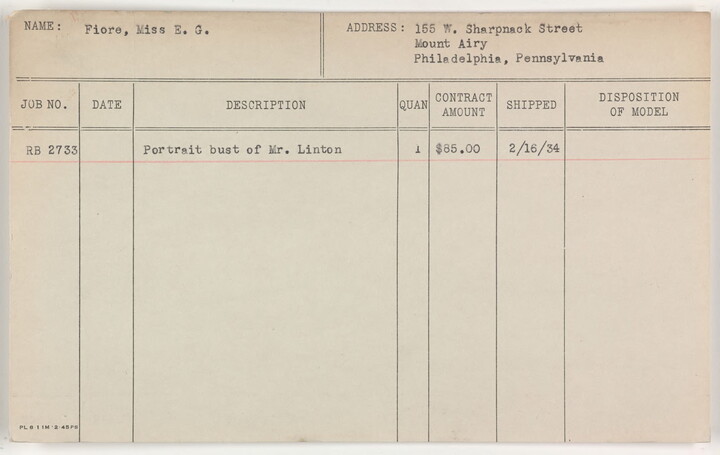 NAME: Fiore, Miss E. G.
ADDRESS: 155 W. Sharpnack Street
Mount Airy
Philadelphia, Pennsylvania
JOB NO. DATE DESCRIPTION QUAN CONTRACT AMOUNT SHIPPED DISPOSITION OF MODEL
RB 2733 Portrait bust of Mr. Linton 1 $85.00 2/16/34